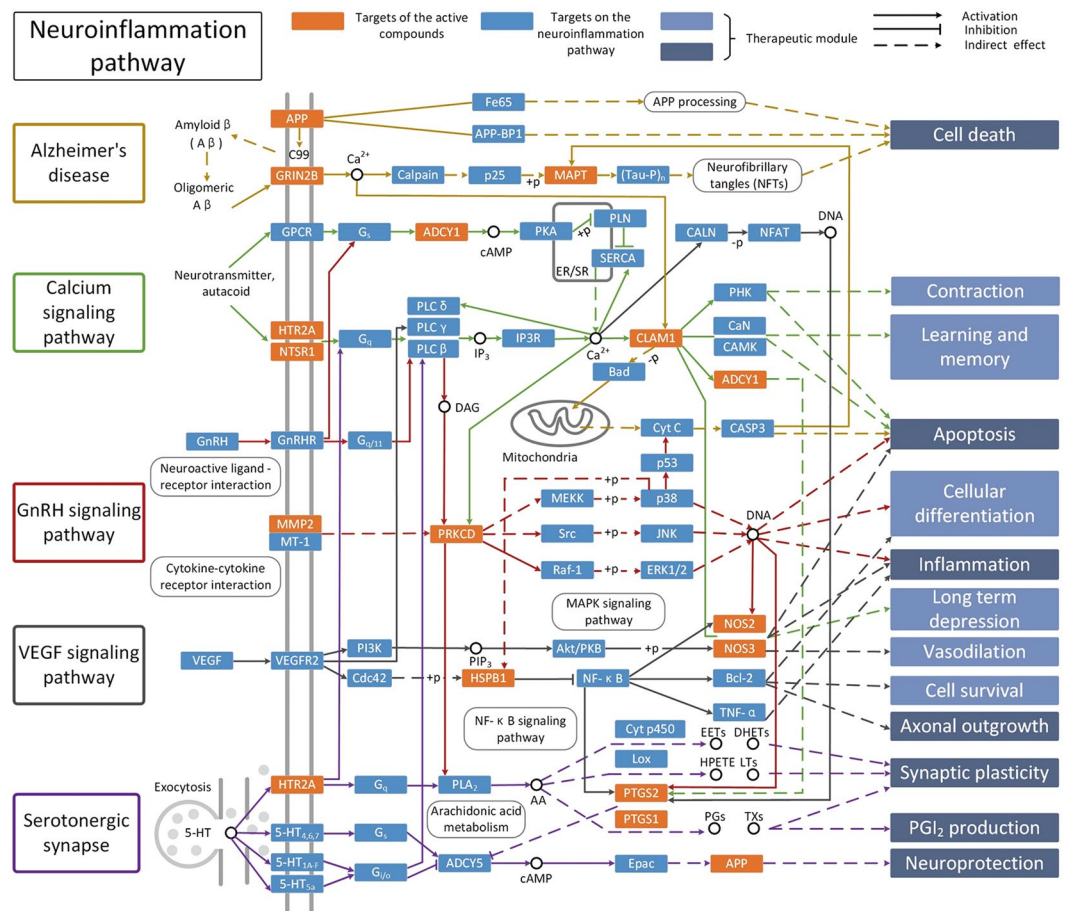 Neuroinflammation
pathway
Targets of the active
compounds
Targets on the
neuroinflammation
pathway
Therapeutic module
Activation
Inhibition
Indirect effect
Alzheimer's
disease
Amyloid β
( A β )
Oligomeric
A β
APP
C99
GRIN2B
Ca2+
Fe65
APP-BP1
APP processing
Calpain
p25
+p
MAPT
(Tau-P)n
Neurofibrillary
tangles (NFTs)
Cell death
Calcium
signaling
pathway
Neurotransmitter,
autacoid
GPCR
Gs
ADCY1
cAMP
PKA
+p
PLN
SERCA
ER/SR
CALN
-p
NFAT
DNA
HTR2A
NTSR1
Gq
PLC δ
PLC γ
PLC β
IP3
IP3R
Ca2+
CLAM1
PHK
CaN
CAMK
ADCY1
-p
Bad
DAG
Mitochondria
Cyt C
CASP3
Contraction
Learning and
memory
Apoptosis
GnRH signaling
pathway
GnRH
GnRHR
Gq/11
Neuroactive ligand -
receptor interaction
MMP2
MT-1
Cytokine-cytokine
receptor interaction
PRKCD
p53
+p
MEKK
+p
p38
Src
+p
JNK
Raf-1
+p
ERK1/2
DNA
MAPK signaling
pathway
Cellular
differentiation
Inflammation
Long term
depression
VEGF signaling
pathway
VEGF
VEGFR2
PI3K
PIP3
Akt/PKB
+p
NOS2
NOS3
Cdc42
+p
HSPB1
NF- κ B
Bcl-2
TNF- α
NF- κ B signaling
pathway
Vasodilation
Cell survival
Axonal outgrowth
Serotonergic
synapse
Exocytosis
5-HT
HTR2A
Gq
PLA2
AA
Cyt p450
Lox
PTGS2
PTGS1
EETs
DHETs
HPETE
LTs
PGs
TXs
Arachidonic acid
metabolism
5-HT4,6,7
Gs
5-HT1A-F
5-HT5a
Gi/o
ADCY5
cAMP
Epac
APP
Synaptic plasticity
PGI2 production
Neuroprotection